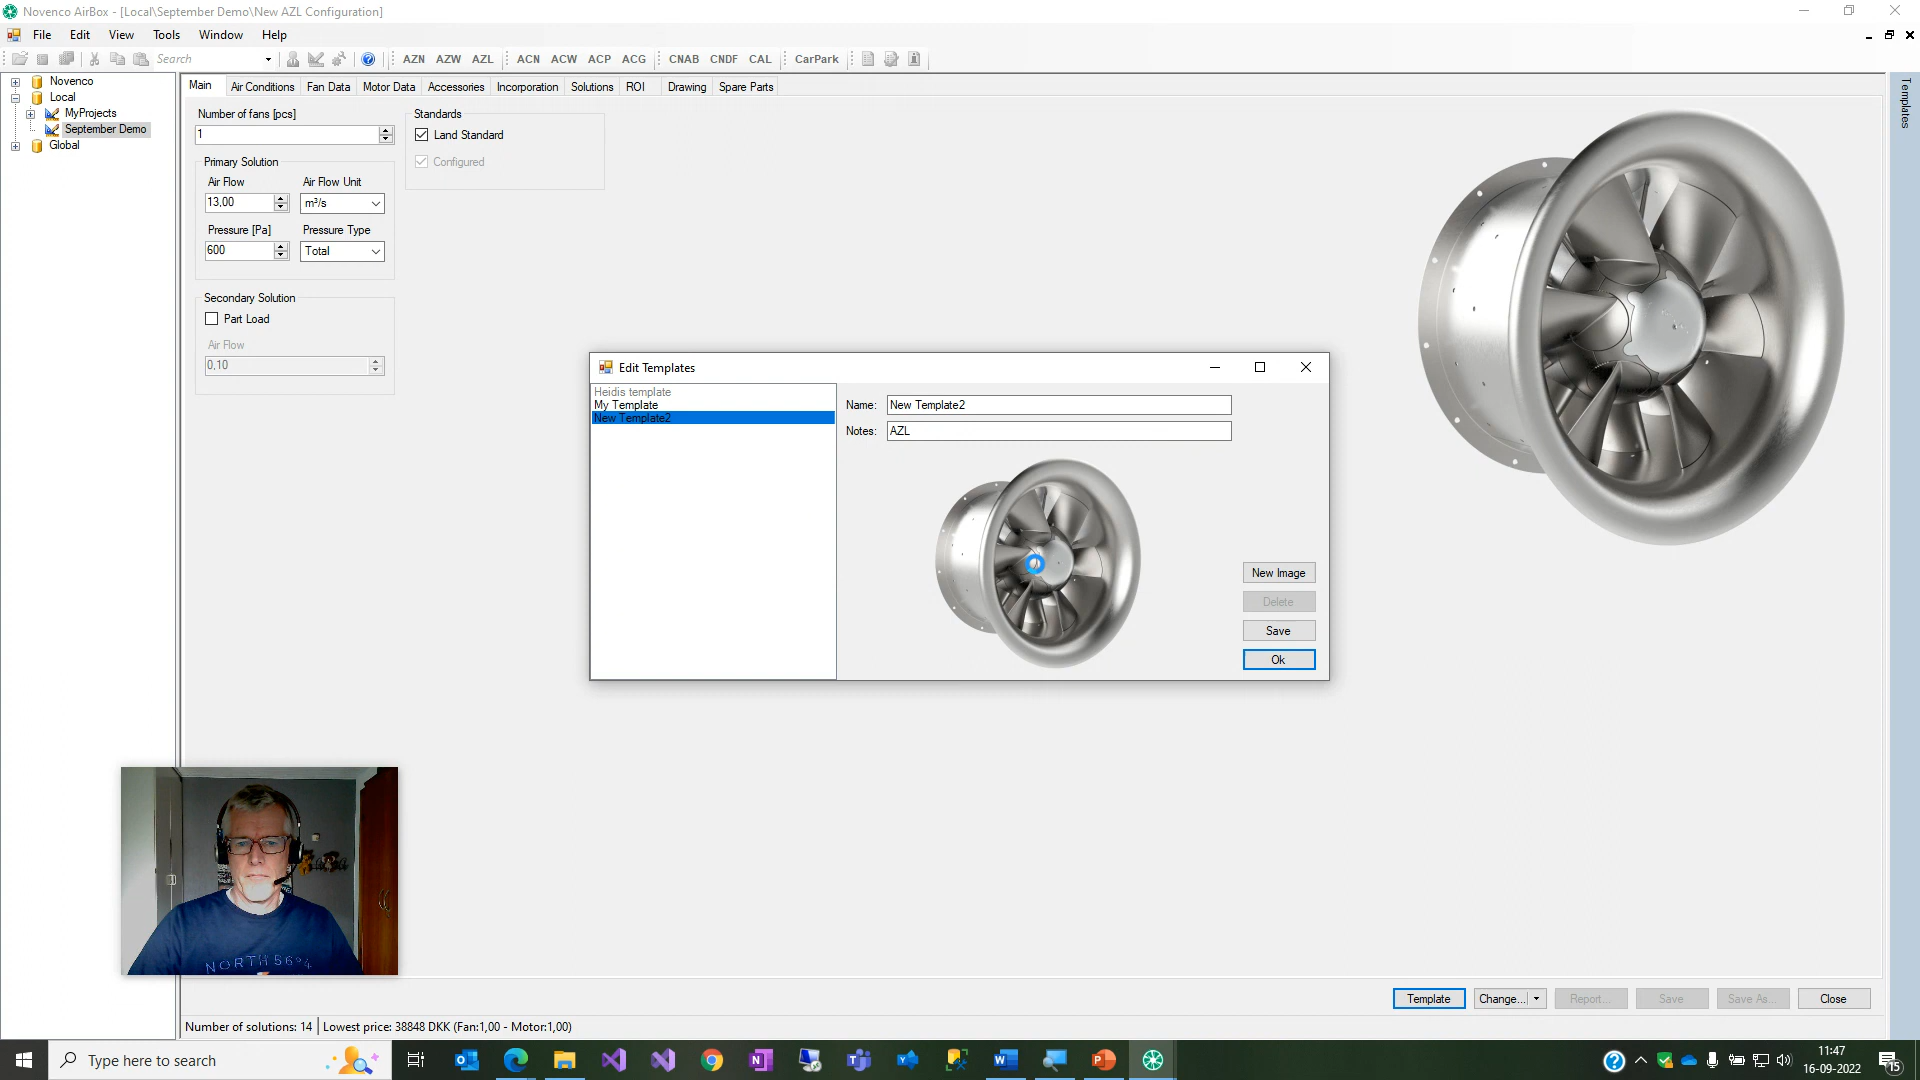 Novenco AirBox - [Local\September Demo\New AZL Configuration]
File Edit View Tools Window Help
Search AZN AZW AZL ACN ACW ACP ACG CNAB CNDF CAL CarPark
Novenco
Local
MyProjects
September Demo
Global
Main Air Conditions Fan Data Motor Data Accessories Incorporation Solutions ROI Drawing Spare Parts
Number of fans [pcs]
1
Primary Solution
Air Flow Air Flow Unit
13,00 m³/s
Pressure [Pa] Pressure Type
600 Total
Secondary Solution
Part Load
Air Flow
0,10
Standards
Land Standard
Configured
Templates
Edit Templates
Heidis template
My Template
New Template2
Name: New Template2
Notes: AZL
New Image
Delete
Save
Ok
NORTH 56°4
Template Change... Report... Save Save As... Close
Number of solutions: 14 Lowest price: 38848 DKK (Fan:1,00 - Motor:1,00)
Type here to search
11:47
16-09-2022
15